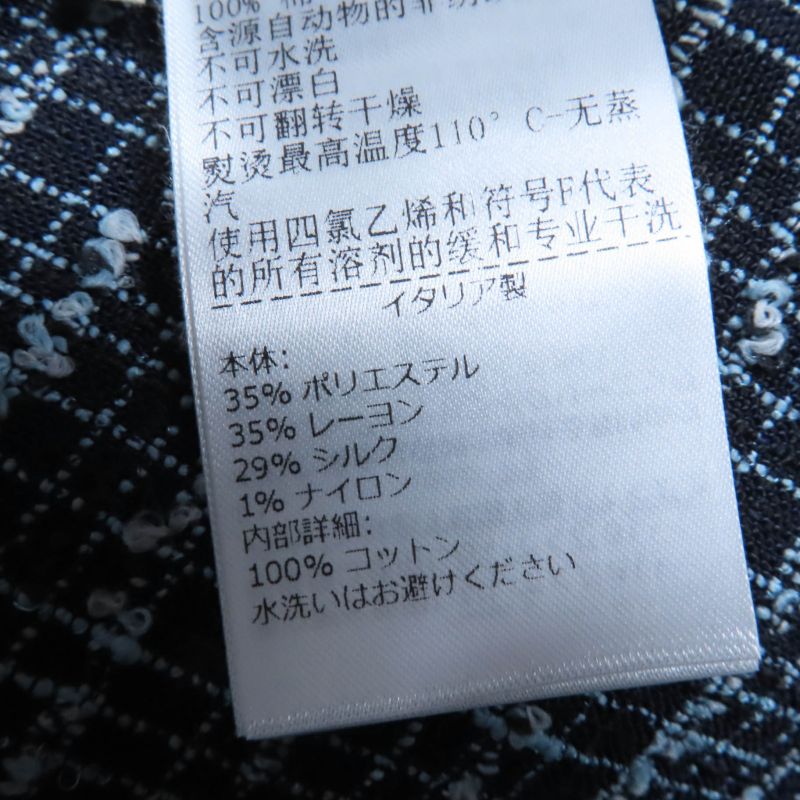 100% 棉
含源自动物的非纺
不可水洗
不可漂白
不可翻转干燥
熨烫最高温度110° C-无蒸
汽
使用四氯乙烯和符号F代表
的所有溶剂的缓和专业干洗
イタリア製
本体:
35% ポリエステル
35% レーヨン
29% シルク
1% ナイロン
内部詳細:
100% コットン
水洗いはお避けください